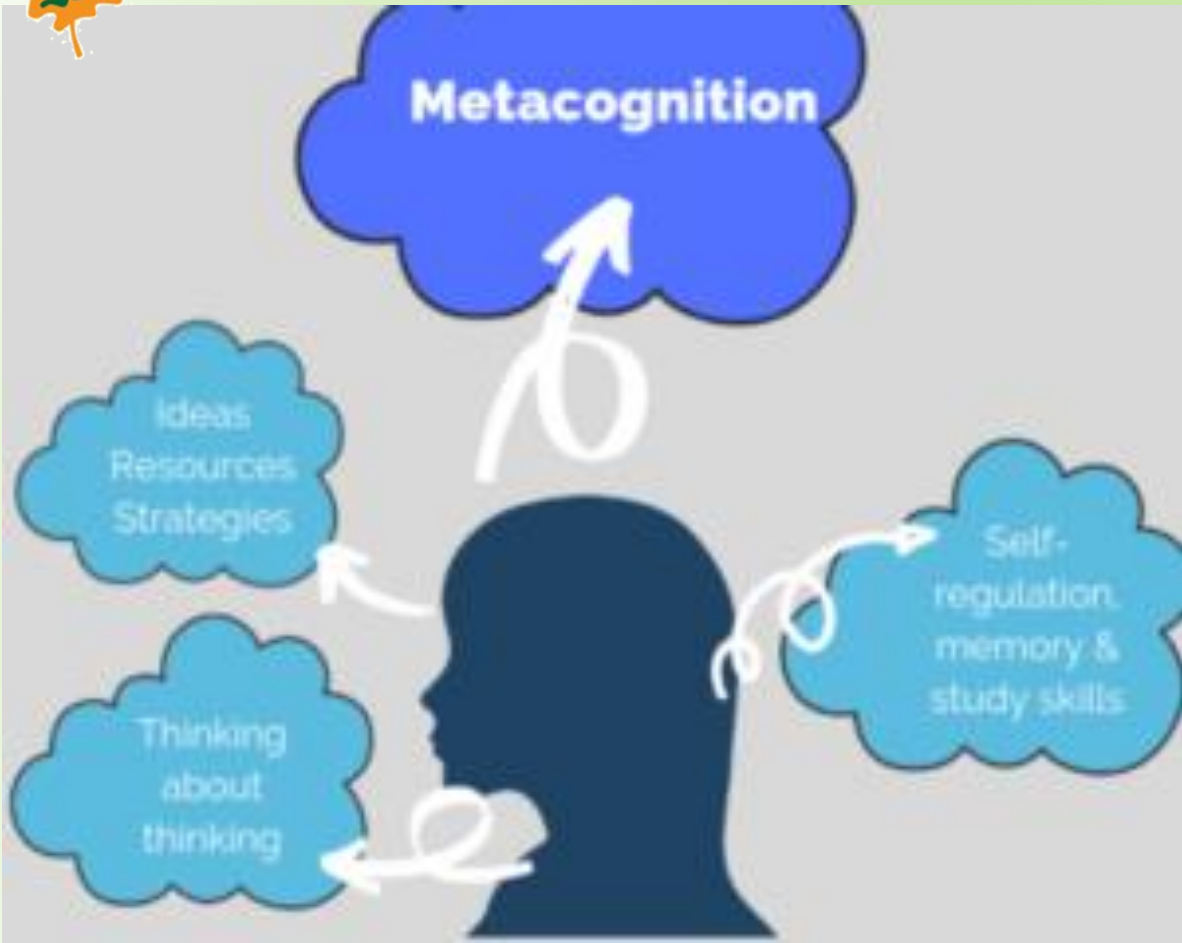 Metacognition
Ideas
Resources
Strategies
Self-
regulation,
memory &
study skills
Thinking
about
thinking